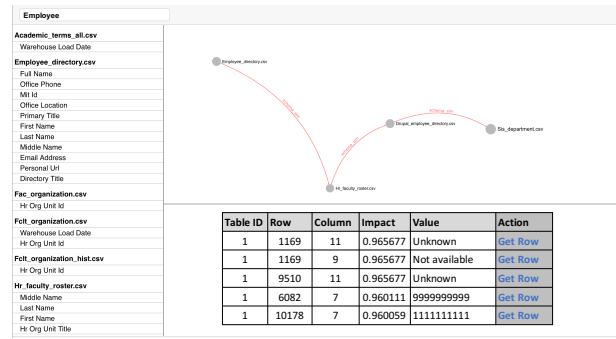 Employee
Academic_terms_all.csv
Warehouse Load Date
Employee_directory.csv
Full Name
Office Phone
Mit Id
Office Location
Primary Title
First Name
Last Name
Middle Name
Email Address
Personal Url
Directory Title
Fac_organization.csv
Hr Org Unit Id
Fclt_organization.csv
Warehouse Load Date
Hr Org Unit Id
Fclt_organization_hist.csv
Hr Org Unit Id
Hr_faculty_roster.csv
Middle Name
Last Name
First Name
Hr Org Unit Title
Employee_directory.csv
schema_sim
schema_sim
Drupal_employee_directory.csv
schema_sim
Sis_department.csv
Hr_faculty_roster.csv
Table ID Row Column Impact Value Action
1 1169 11 0.965677 Unknown Get Row
1 1169 9 0.965677 Not available Get Row
1 9510 11 0.965677 Unknown Get Row
1 6082 7 0.960111 9999999999 Get Row
1 10178 7 0.960059 1111111111 Get Row